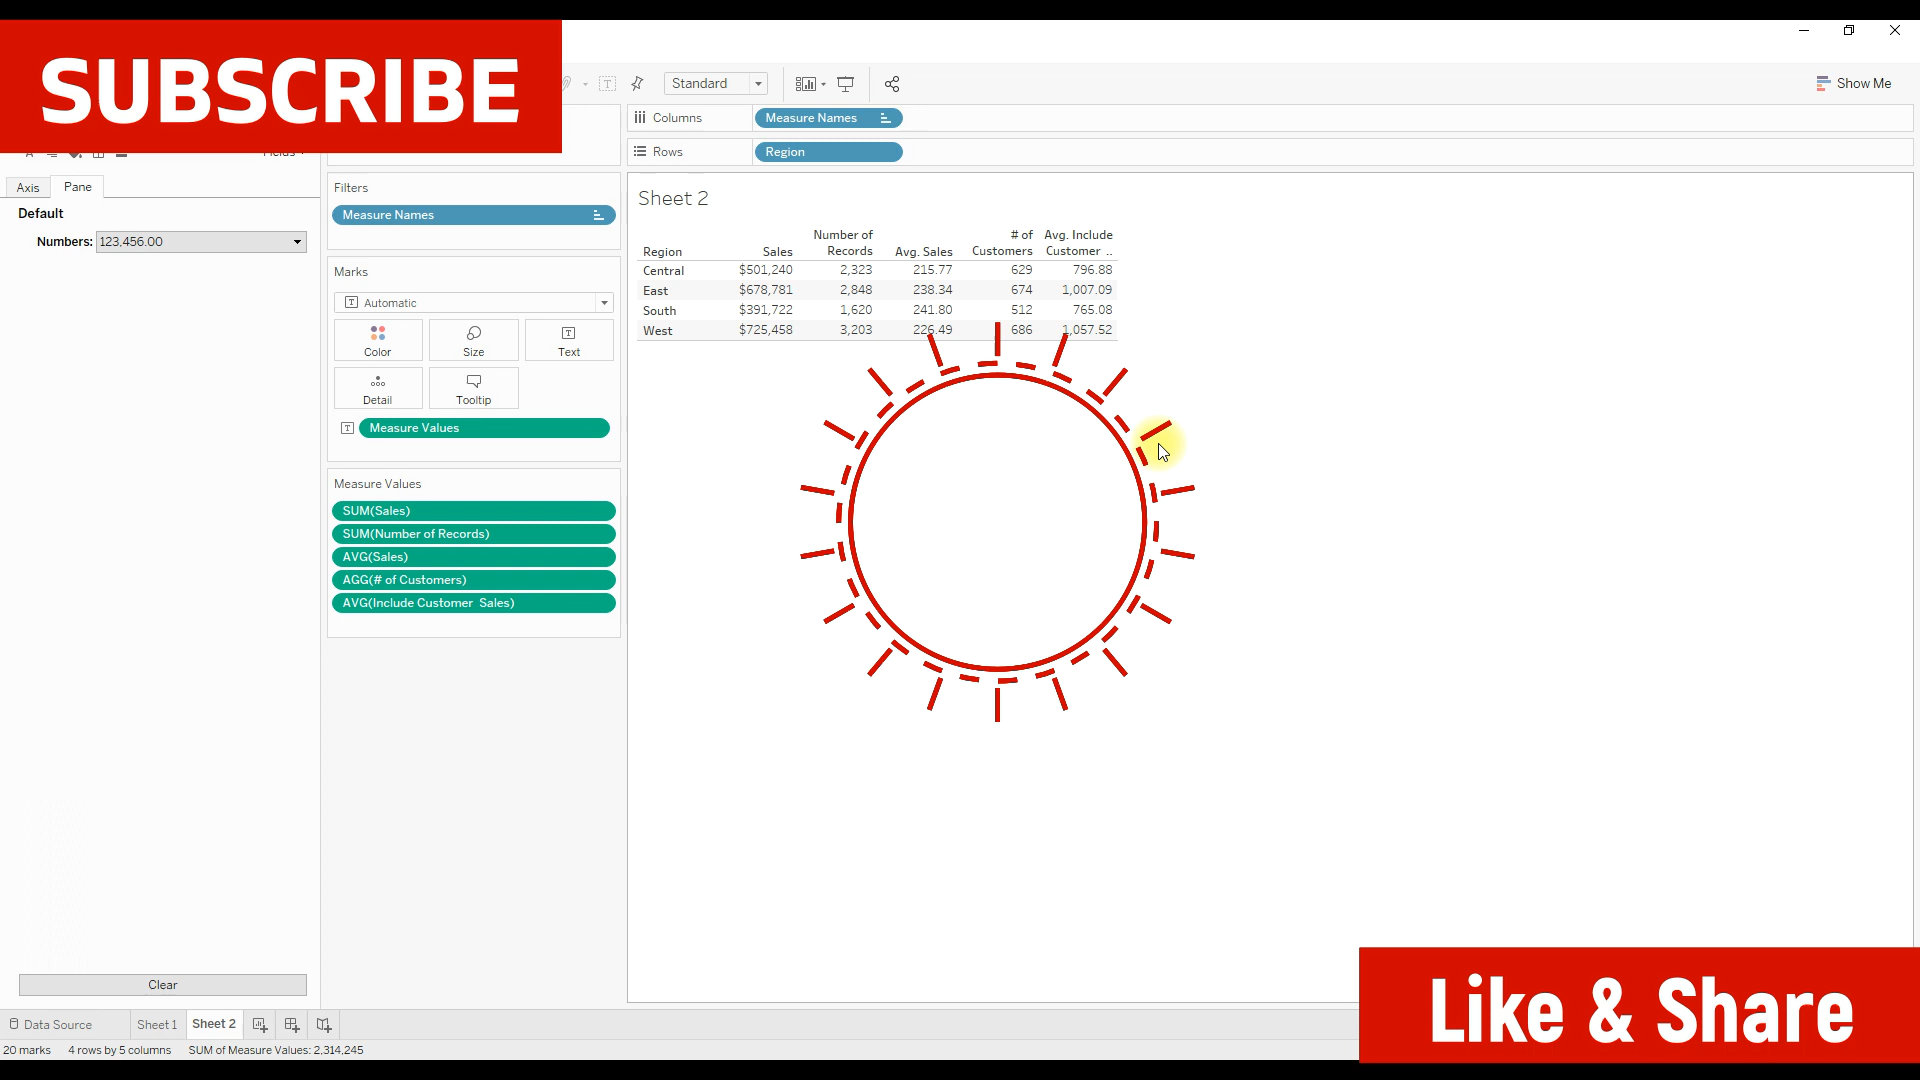 SUBSCRIBE
Standard
Show Me
Columns
Measure Names
Rows
Region
Axis
Pane
Default
Numbers:
123,456.00
Clear
Filters
Measure Names
Marks
Automatic
Color
Size
Text
Detail
Tooltip
Measure Values
Measure Values
SUM(Sales)
SUM(Number of Records)
AVG(Sales)
AGG(# of Customers)
AVG(Include Customer Sales)
Sheet 2
Region Sales Number of Records Avg. Sales # of Customers Avg. Include Customer ..
Central $501,240 2,323 215.77 629 796.88
East $678,781 2,848 238.34 674 1,007.09
South $391,722 1,620 241.80 512 765.08
West $725,458 3,203 226.49 686 1,057.52
Like & Share
Data Source
Sheet 1
Sheet 2
20 marks
4 rows by 5 columns
SUM of Measure Values: 2,314,245